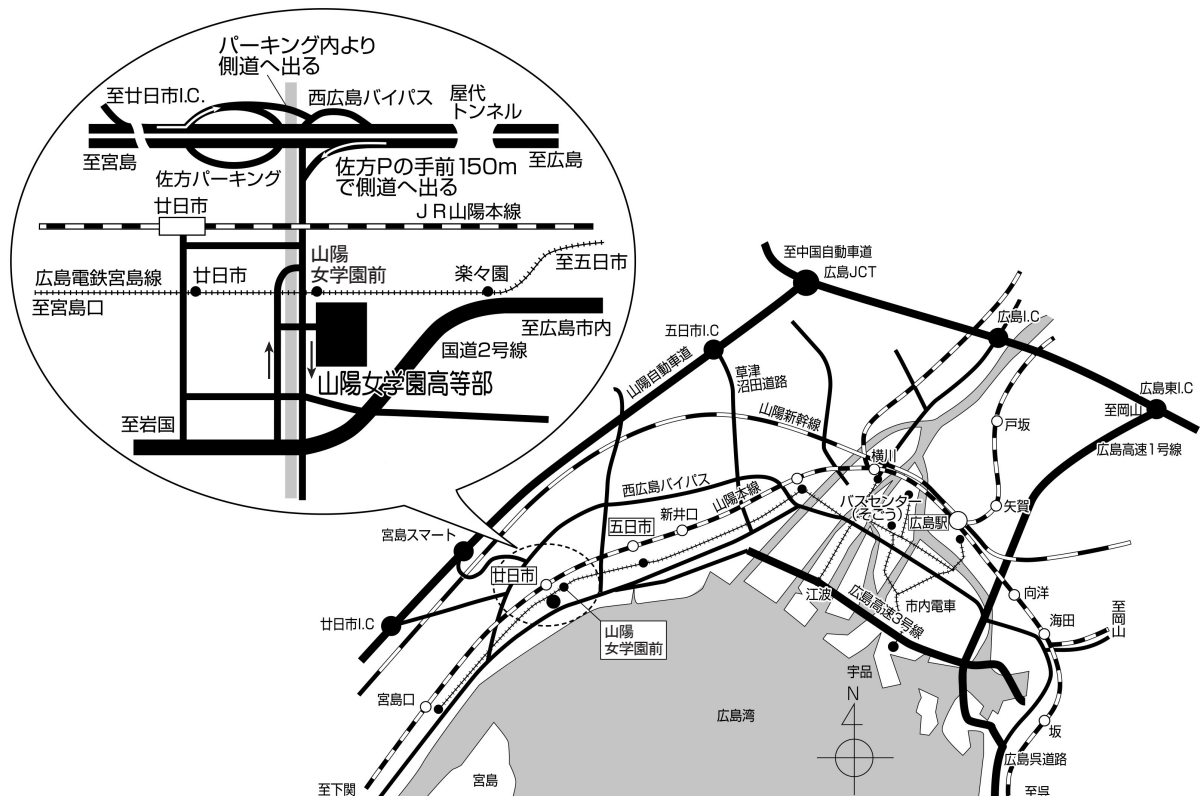 パーキング内より
側道へ出る
至廿日市I.C.
西広島バイパス
屋代
トンネル
至宮島
佐方パーキング
佐方Pの手前150m
で側道へ出る
至広島
廿日市
JR山陽本線
山陽
女学園前
広島電鉄宮島線
廿日市
楽々園
至五日市
至宮島口
至広島市内
国道2号線
山陽女学園高等部
至岩国
至中国自動車道
広島JCT
広島I.C
五日市I.C
山陽自動車道
草津
沼田道路
広島東I.C
至岡山
山陽新幹線
戸坂
広島高速1号線
横川
西広島バイパス
山陽本線
バスセンター
(そごう)
矢賀
新井口
五日市
広島駅
宮島スマート
廿日市
江波
広島高速3号線
市内電車
向洋
廿日市I.C
海田
至岡山
山陽
女学園前
宇品
宮島口
N
広島湾
坂
広島呉道路
宮島
至下関
至呉